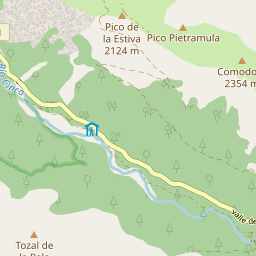 Pico de
la Estiva
2124 m
Pico Pietramula
Comodo
2354 m
Río Cinca
Valle de
Tozal de
la Pala